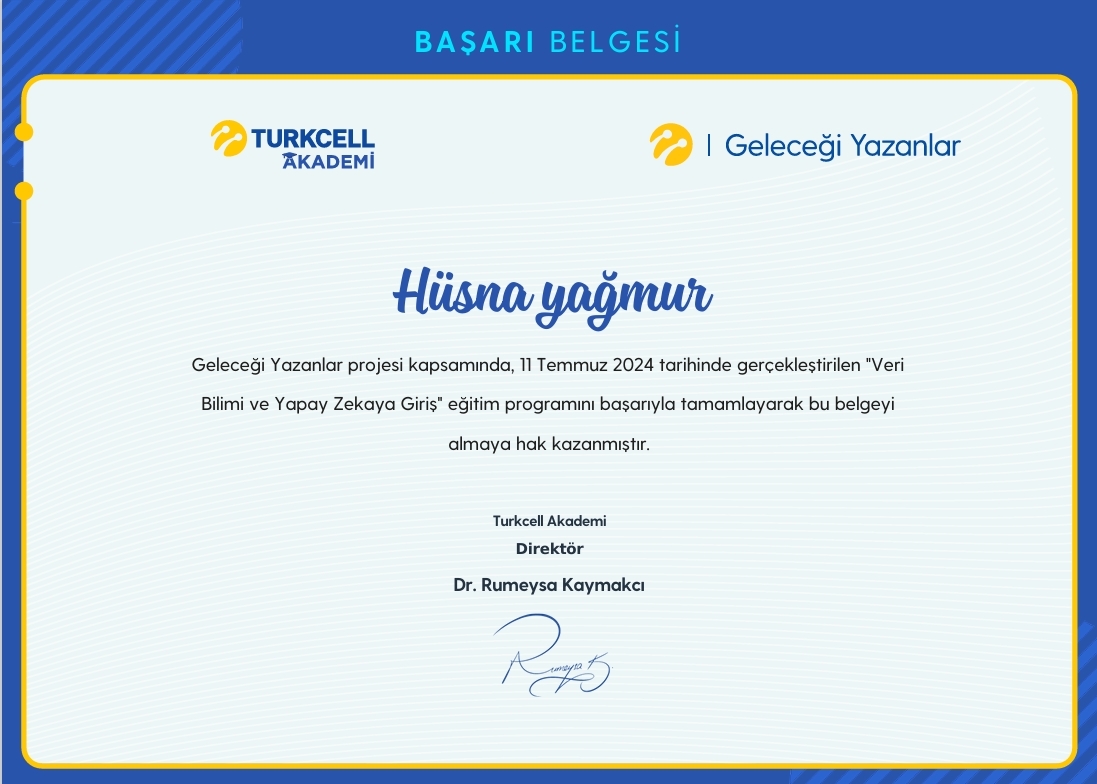 BAŞARI BELGESİ
TURKCELL
AKADEMİ
Geleceği Yazanlar
Hüsna yağmur
Geleceği Yazanlar projesi kapsamında, 11 Temmuz 2024 tarihinde gerçekleştirilen "Veri
Bilimi ve Yapay Zekaya Giriş" eğitim programını başarıyla tamamlayarak bu belgeyi
almaya hak kazanmıştır.
Turkcell Akademi
Direktör
Dr. Rumeysa Kaymakcı
Rumeysa K